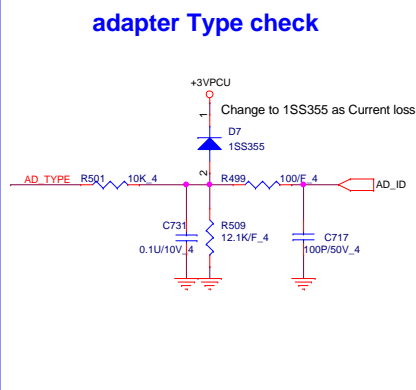 adapter Type check
+3VPCU
Change to 1SS355 as Current loss
1
D7
1SS355
2
AD_TYPE
R501
10K_4
R499
100/F_4
AD_ID
C731
0.1U/10V_4
R509
12.1K/F_4
C717
100P/50V_4